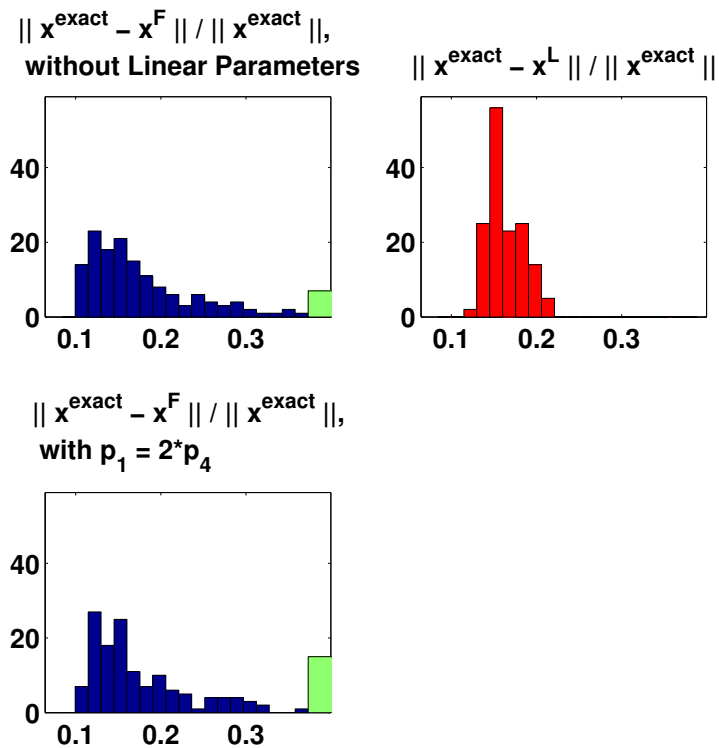 || x^exact – x^F || / || x^exact ||,
without Linear Parameters
40
20
0
0.1 0.2 0.3
|| x^exact – x^L || / || x^exact ||
40
20
0
0.1 0.2 0.3
|| x^exact – x^F || / || x^exact ||,
with p_1 = 2*p_4
40
20
0
0.1 0.2 0.3